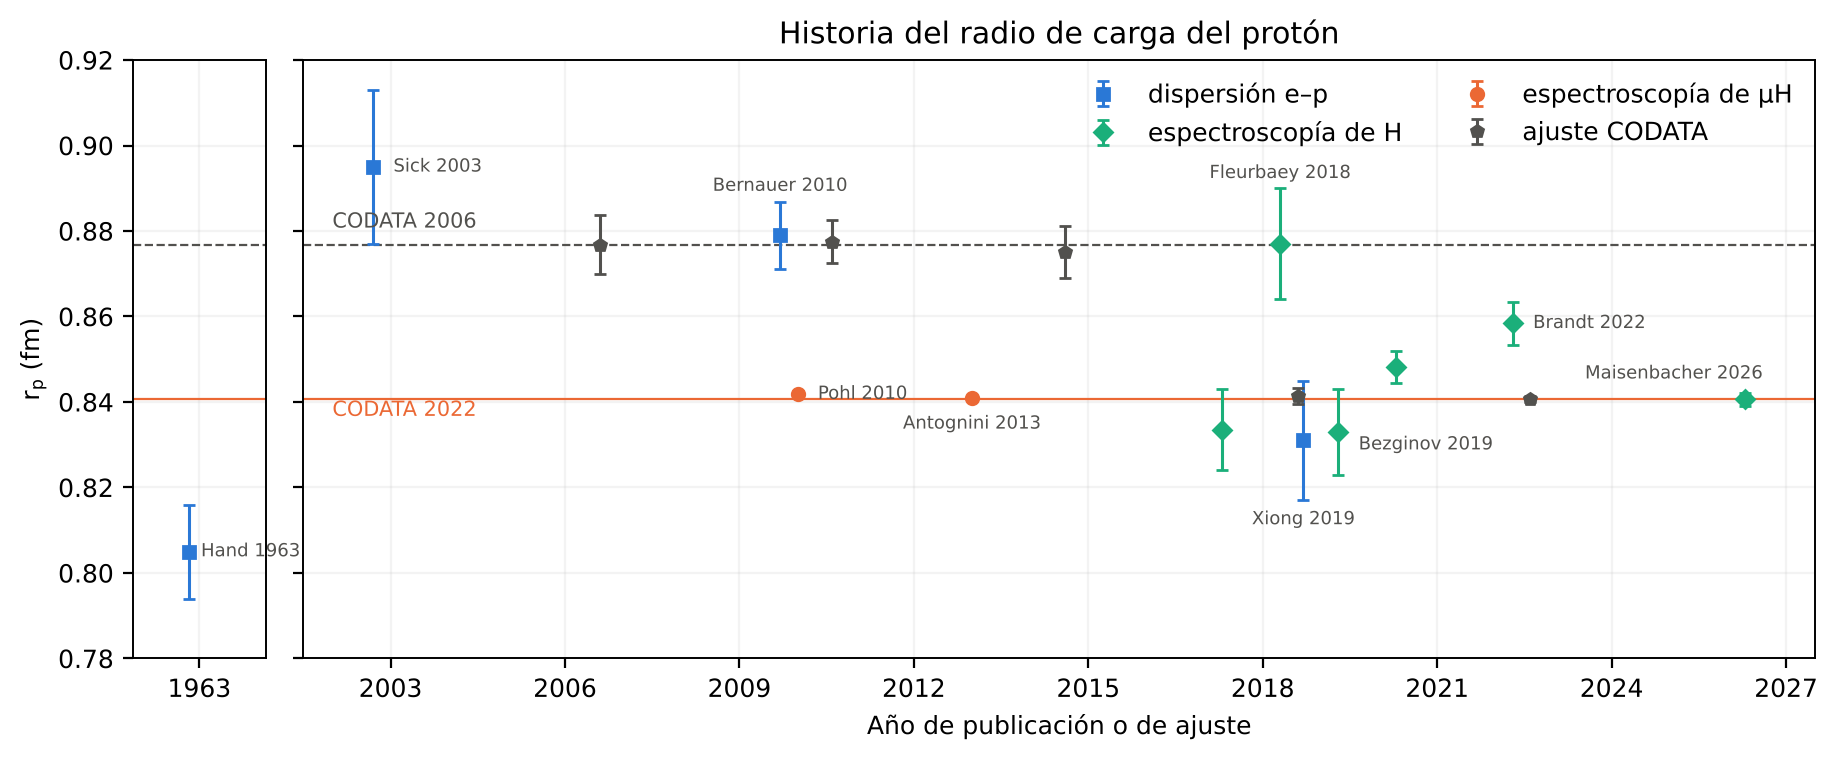 Historia del radio de carga del protón
dispersión e–p
espectroscopía de H
espectroscopía de µH
ajuste CODATA
0.92
0.90
0.88
0.86
0.84
0.82
0.80
0.78
rp (fm)
Sick 2003
Bernauer 2010
Fleurbaey 2018
CODATA 2006
Brandt 2022
Maisenbacher 2026
Pohl 2010
CODATA 2022
Antognini 2013
Bezginov 2019
Xiong 2019
Hand 1963
1963
2003
2006
2009
2012
2015
2018
2021
2024
2027
Año de publicación o de ajuste